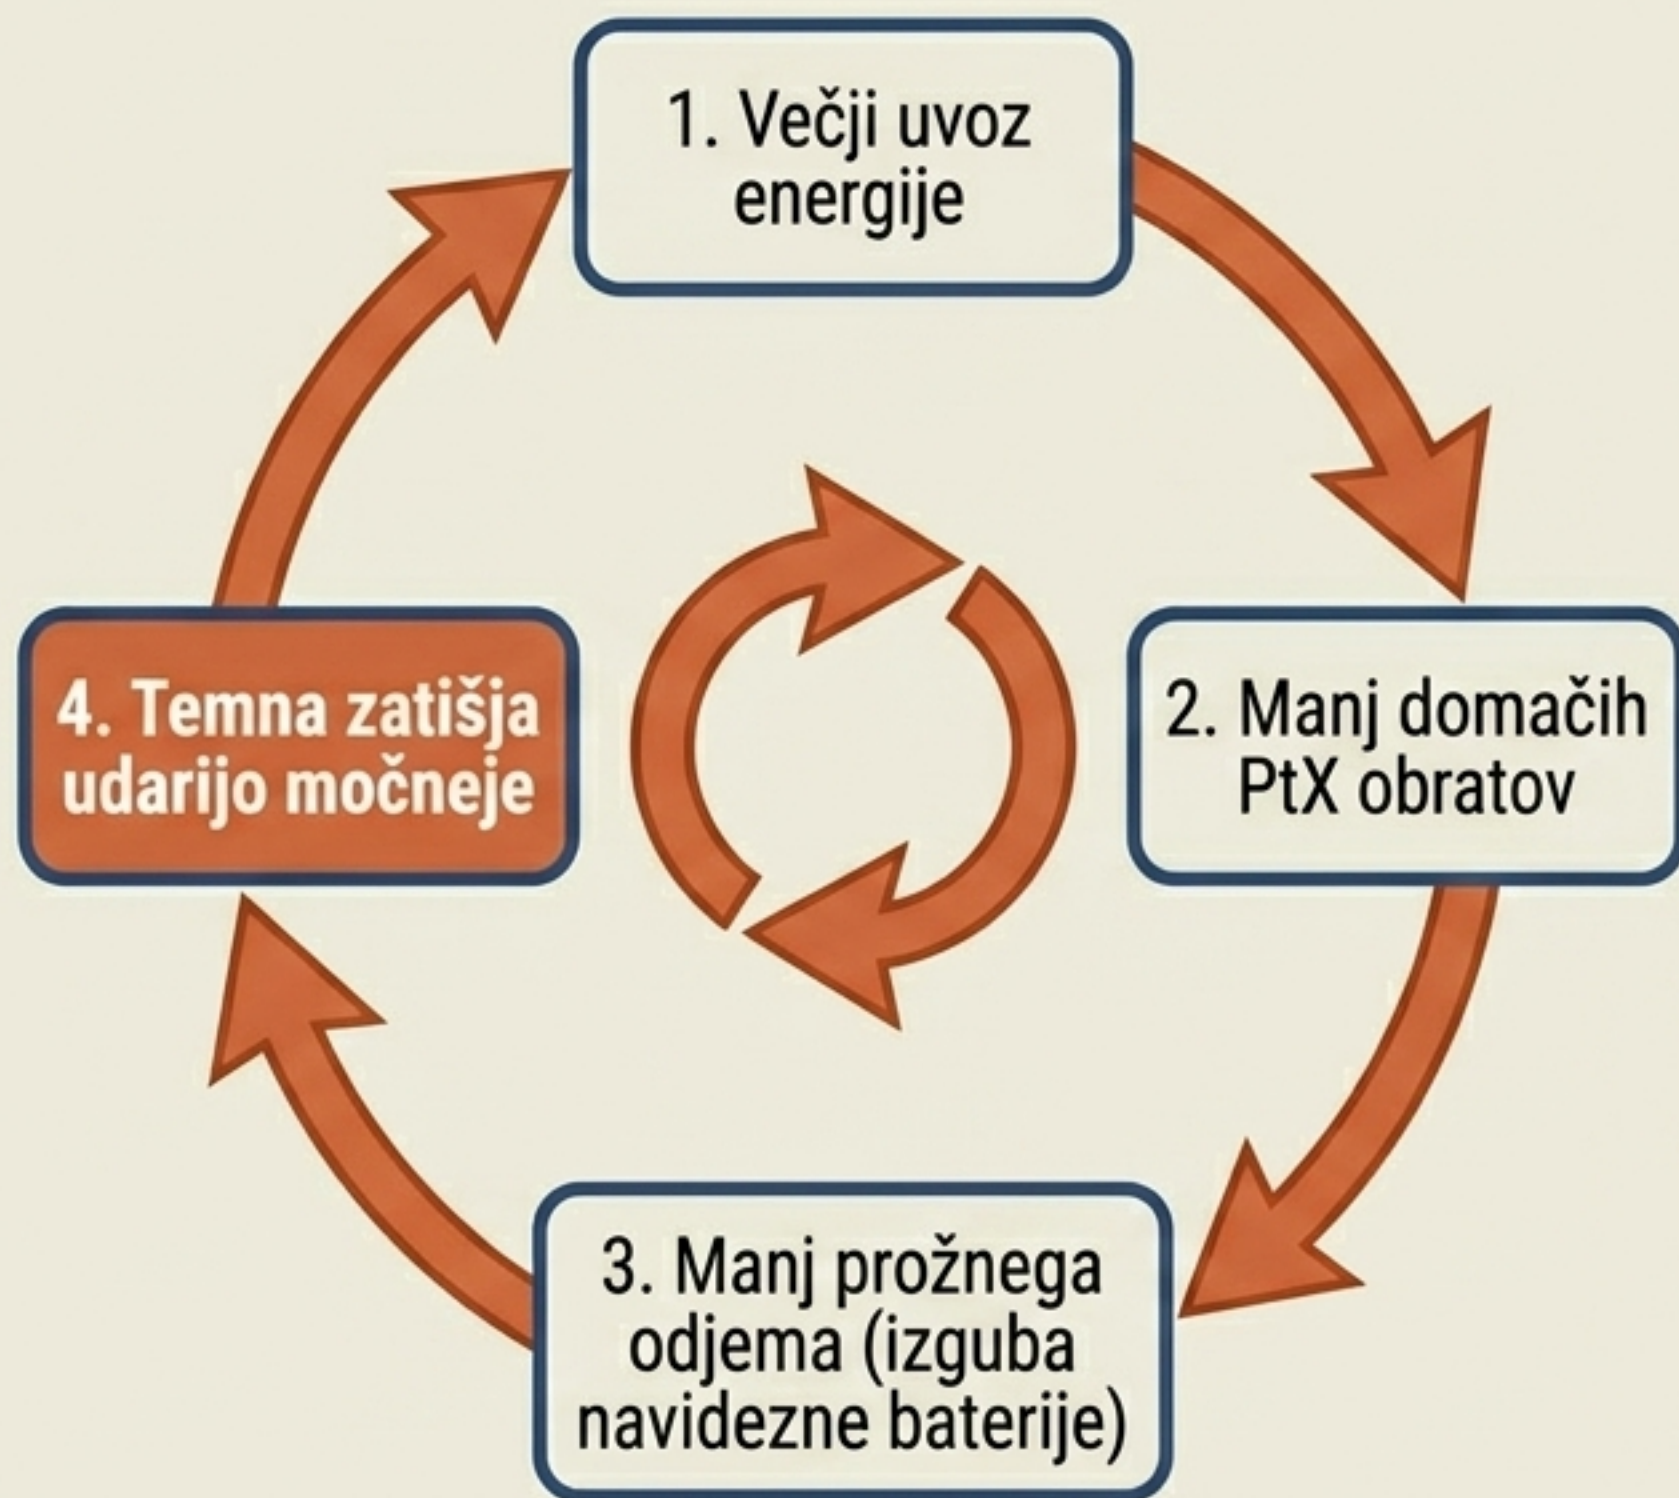 1. Večji uvoz
energije
2. Manj domačih
PtX obratov
3. Manj prožnega
odjema (izguba
navidezne baterije)
4. Temna zatišja
udarijo močneje